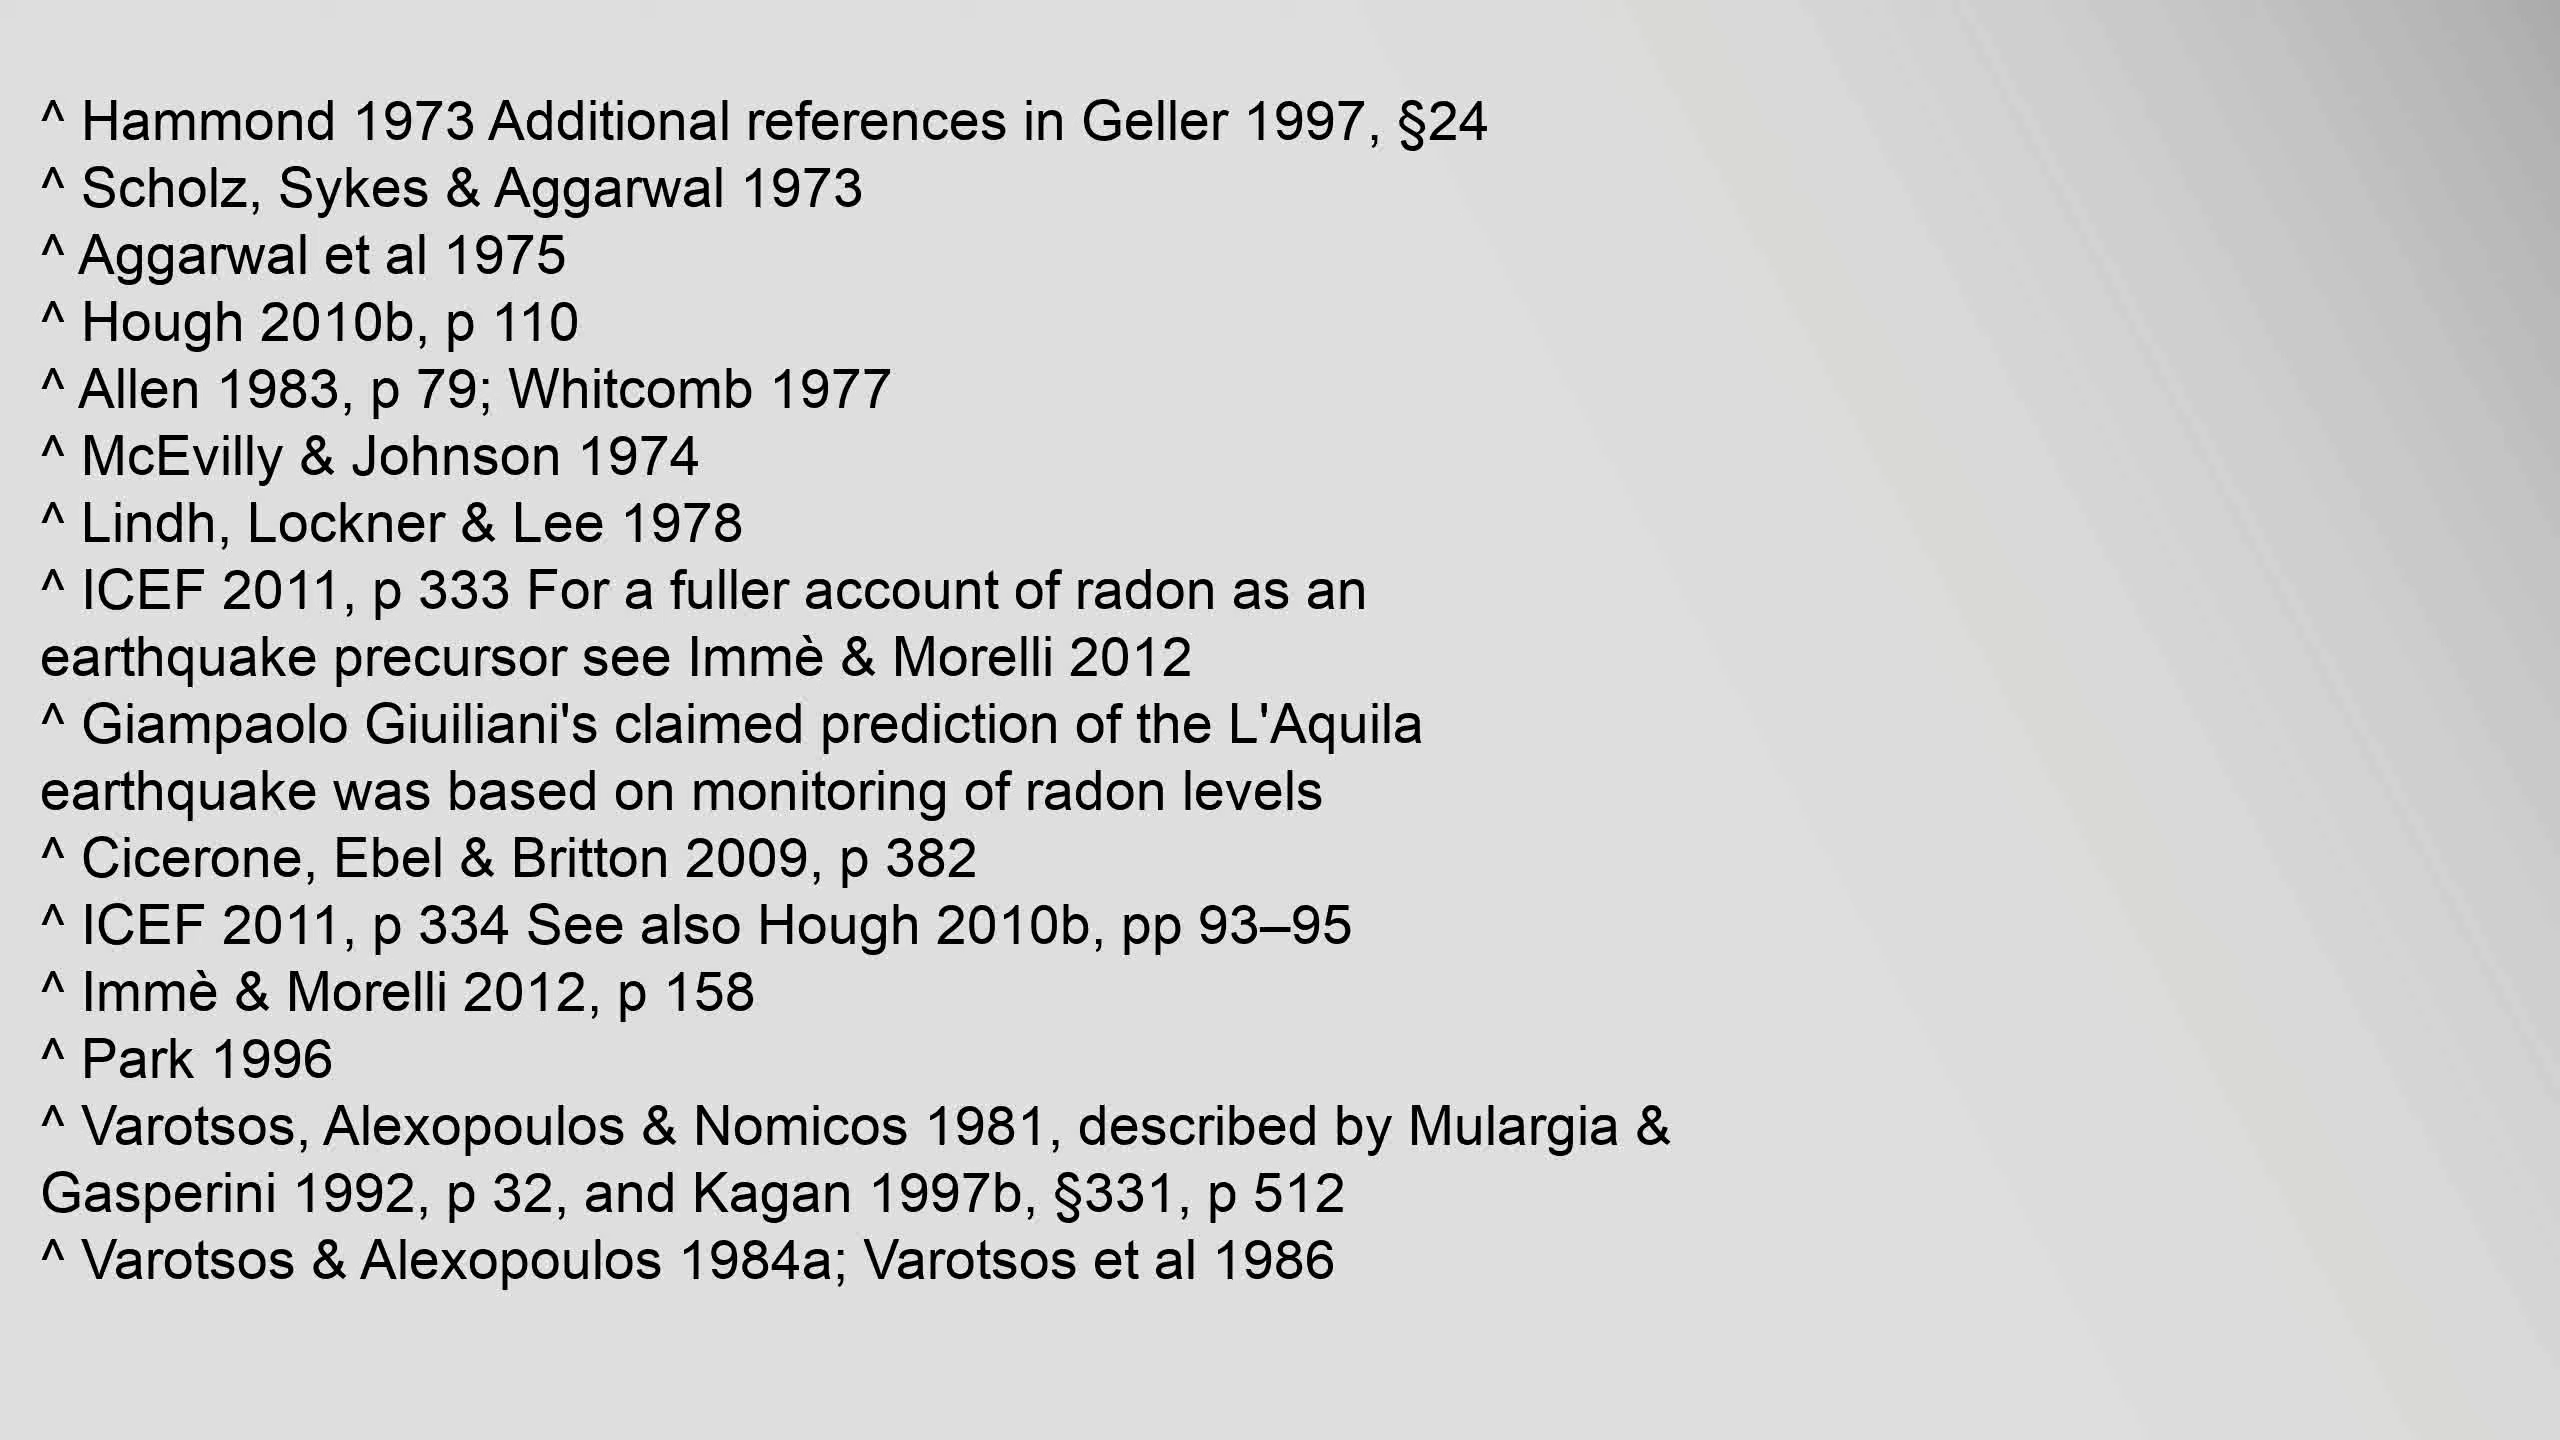 ^ Hammond 1973 Additional references in Geller 1997, §24
^ Scholz, Sykes & Aggarwal 1973
^ Aggarwal et al 1975
^ Hough 2010b, p 110
^ Allen 1983, p 79; Whitcomb 1977
^ McEvilly & Johnson 1974
^ Lindh, Lockner & Lee 1978
^ ICEF 2011, p 333 For a fuller account of radon as an
earthquake precursor see Immè & Morelli 2012
^ Giampaolo Giuiliani's claimed prediction of the L'Aquila
earthquake was based on monitoring of radon levels
^ Cicerone, Ebel & Britton 2009, p 382
^ ICEF 2011, p 334 See also Hough 2010b, pp 93–95
^ Immè & Morelli 2012, p 158
^ Park 1996
^ Varotsos, Alexopoulos & Nomicos 1981, described by Mulargia &
Gasperini 1992, p 32, and Kagan 1997b, §331, p 512
^ Varotsos & Alexopoulos 1984a; Varotsos et al 1986